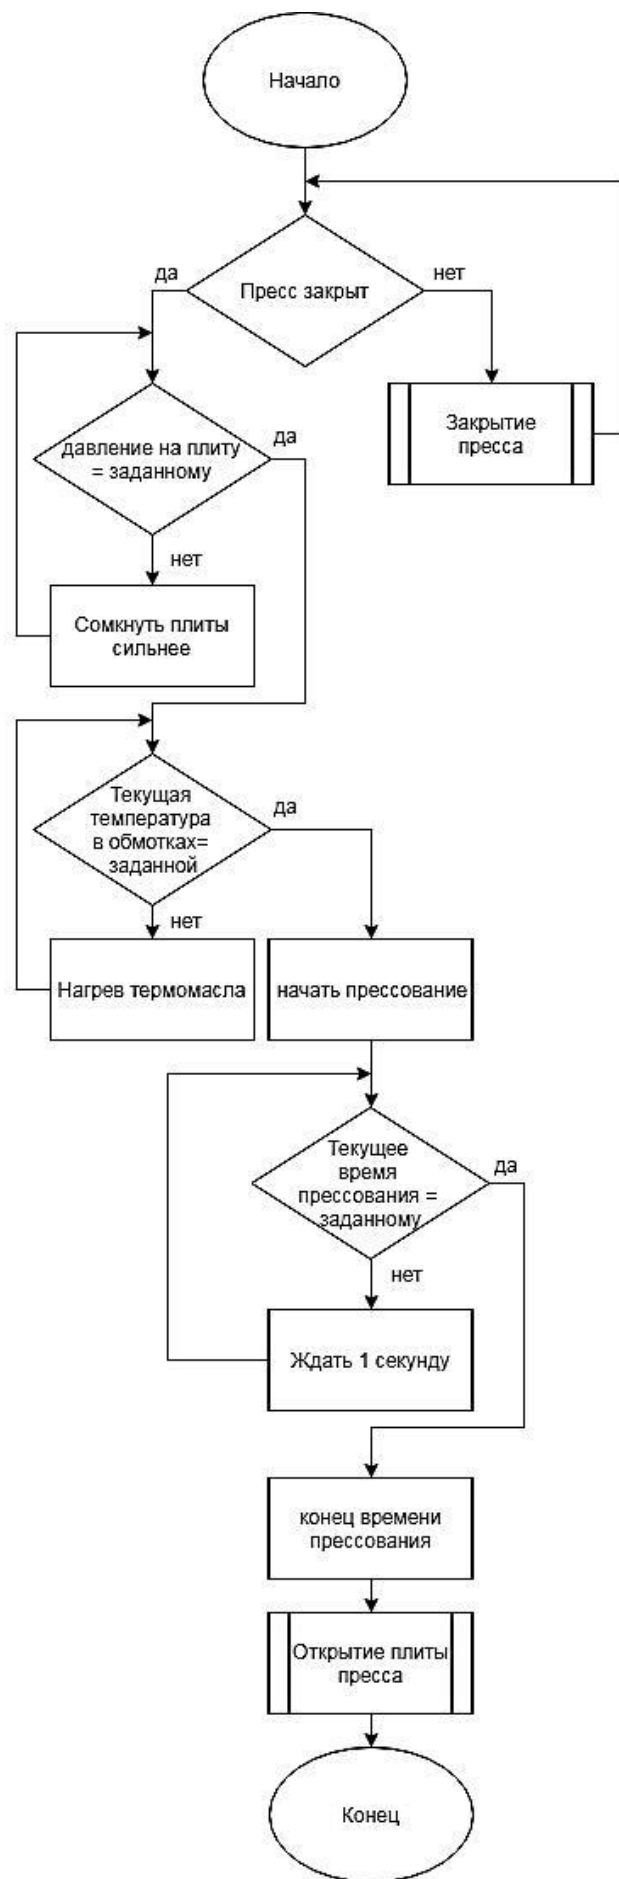 Начало
Пресс закрыт
да
нет
Закрытие
пресса
давление на плиту
= заданному
да
нет
Сомкнуть плиты
сильнее
Текущая
температура
в обмотках=
заданной
да
нет
Нагрев термомасла
начать прессование
Текущее
время
прессования =
заданному
да
нет
Ждать 1 секунду
конец времени
прессования
Открытие плиты
пресса
Конец